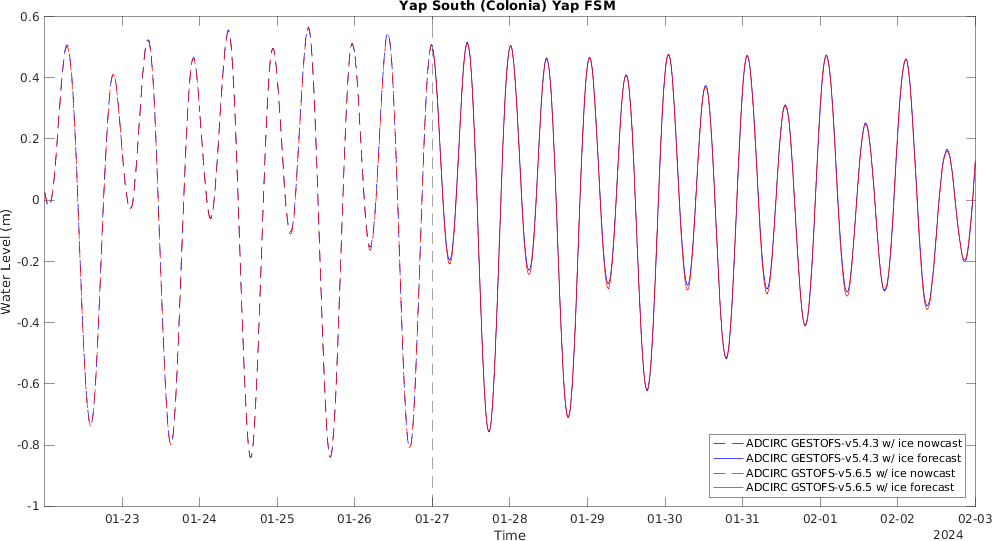 Yap South (Colonia) Yap FSM
Water Level (m)
0.6
0.4
0.2
0
-0.2
-0.4
-0.6
-0.8
-1
ADCIRC GESTOFS-v5.4.3 w/ ice nowcast
ADCIRC GESTOFS-v5.4.3 w/ ice forecast
ADCIRC GSTOFS-v5.6.5 w/ ice nowcast
ADCIRC GSTOFS-v5.6.5 w/ ice forecast
01-23 01-24 01-25 01-26 01-27 01-28 01-29 01-30 01-31 02-01 02-02 02-03
Time
2024